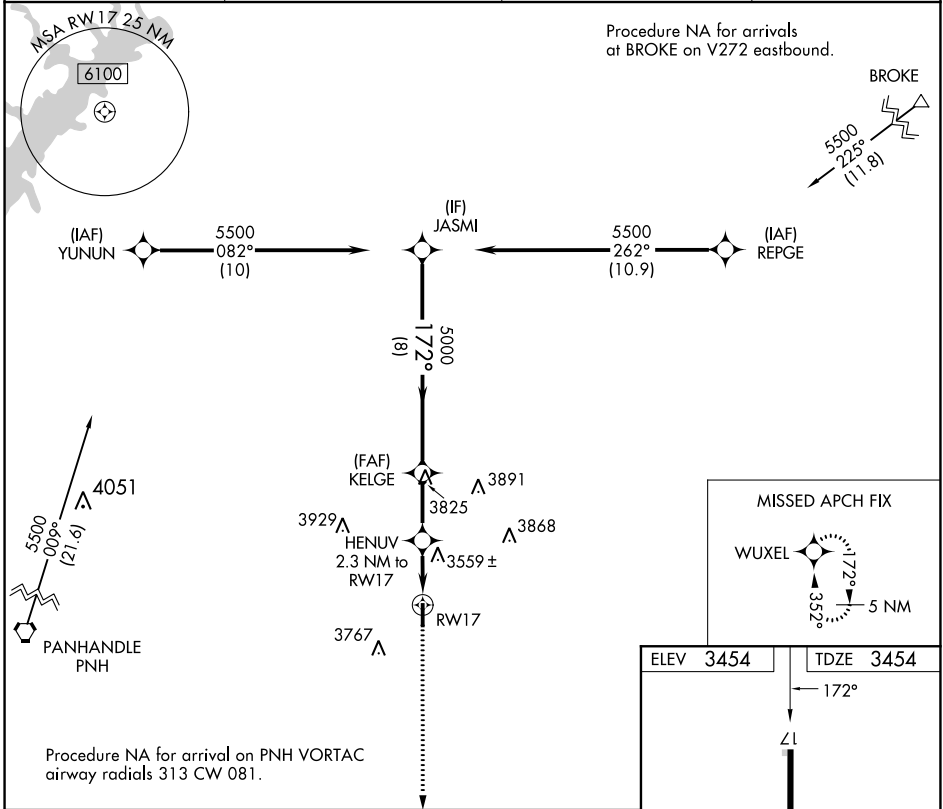 MSA RW17 25 NM
6100
Procedure NA for arrivals
at BROKE on V272 eastbound.
BROKE
5500
225°
(11.8)
(IAF)
YUNUN
5500
082°
(10)
(IF)
JASMI
5500
262°
(10.9)
(IAF)
REPGE
5000
172°
(8)
(FAF)
KELGE
3825
3891
4051
5500
009°
(21.6)
3929
3868
HENUV
2.3 NM to
RW17
3559 ±
RW17
3767
PANHANDLE
PNH
MISSED APCH FIX
WUXEL
172°
352°
5 NM
ELEV 3454
TDZE 3454
172°
17
Procedure NA for arrival on PNH VORTAC
airway radials 313 CW 081.